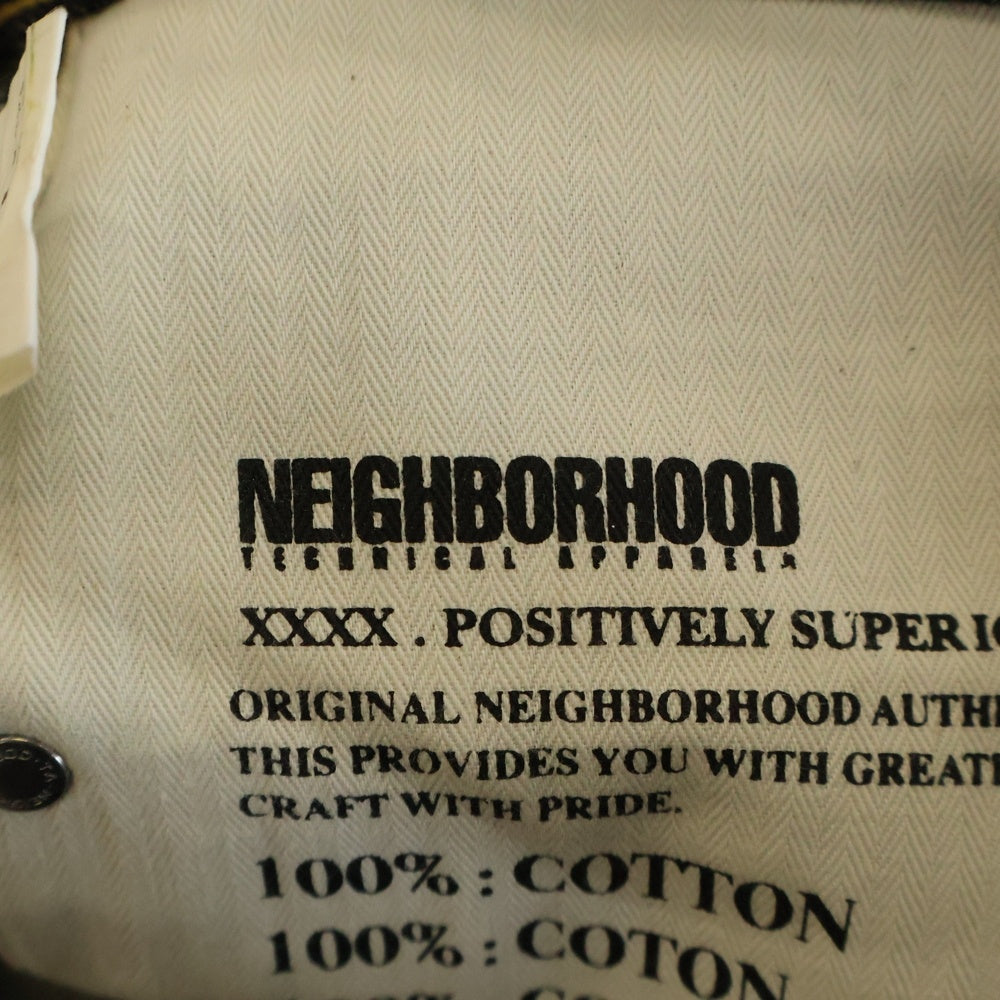 NEIGHBORHOOD
TECHNICAL APPAREL
XXXX . POSITIVELY SUPERI
ORIGINAL NEIGHBORHOOD AUTH
THIS PROVIDES YOU WITH GREAT
CRAFT WITH PRIDE.
100% : COTTON
100% : COTON